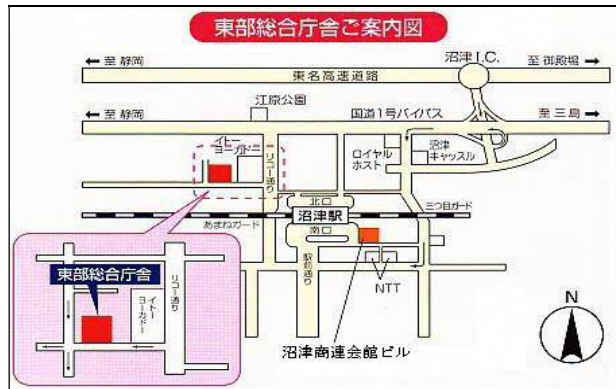 東部総合庁舎ご案内図
沼津I.C.
← 至 静岡
至 御殿場 →
東名高速道路
江原公園
← 至 静岡
国道1号バイパス
至 三島 →
イトー
ヨーカドー
リコー通り
ロイヤル
ホスト
沼津
キャッスル
北口
三つ目ガード
沼津駅
あまねガード
南口
駅前通り
NTT
東部総合庁舎
リコー通り
イトー
ヨーカドー
沼津商連会館ビル
N